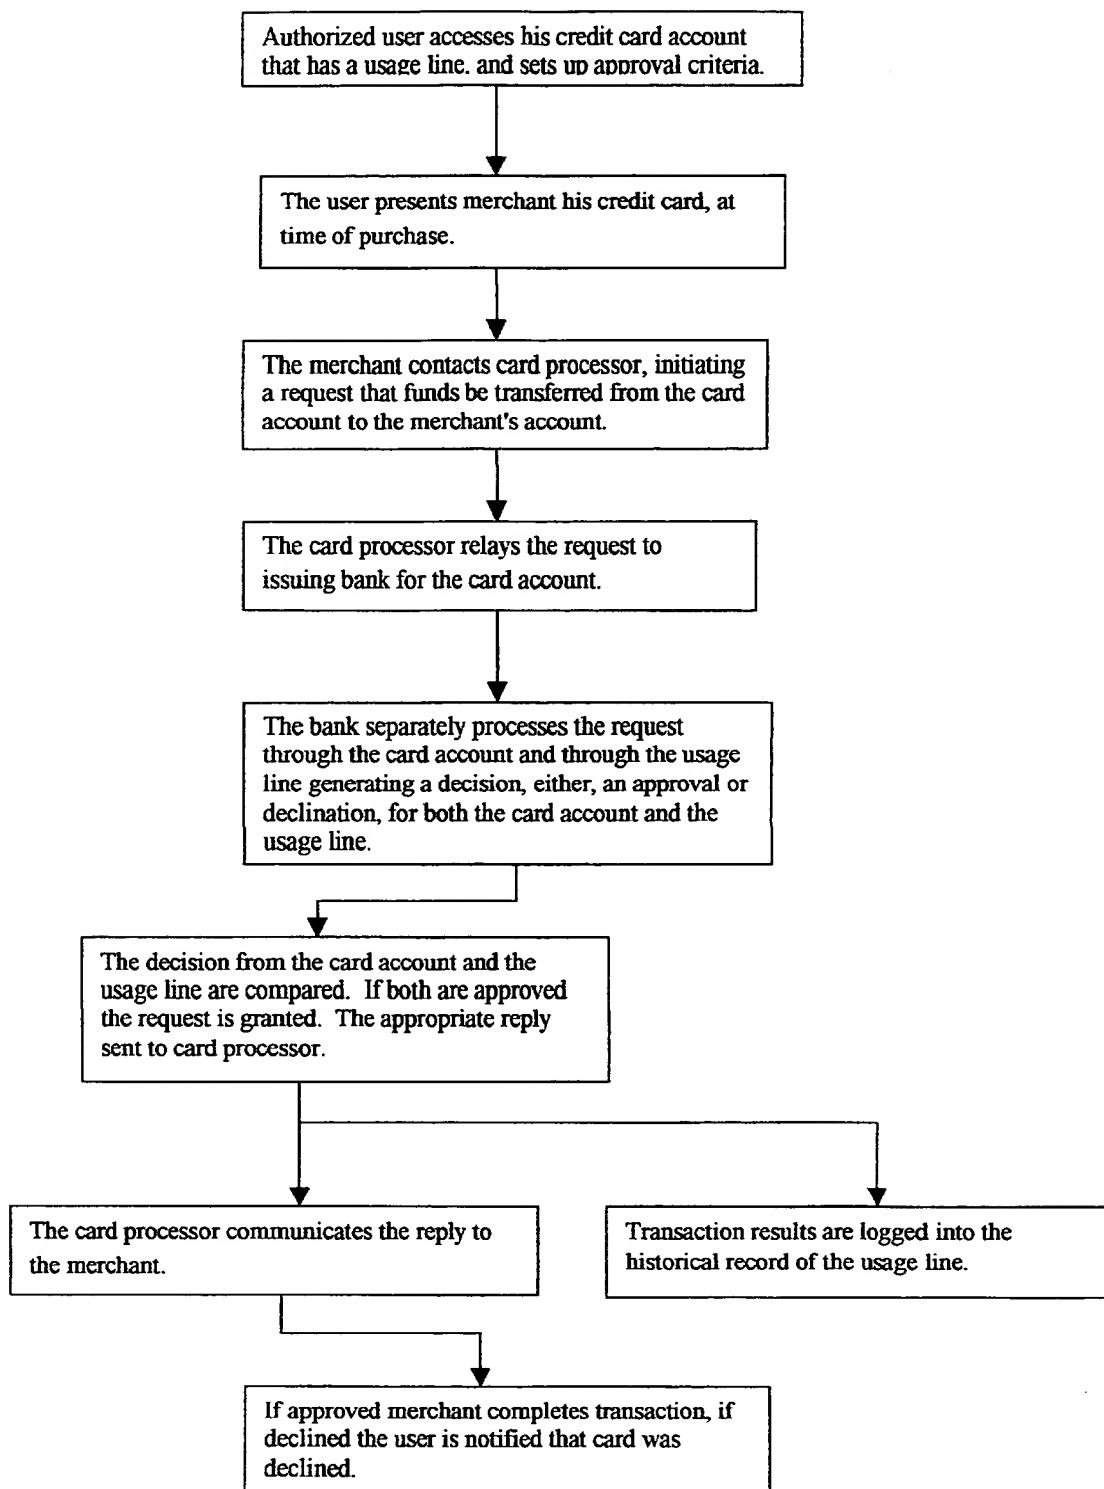 Authorized user accesses his credit card account
that has a usage line, and sets up approval criteria.
The user presents merchant his credit card, at
time of purchase.
The merchant contacts card processor, initiating
a request that funds be transferred from the card
account to the merchant's account.
The card processor relays the request to
issuing bank for the card account.
The bank separately processes the request
through the card account and through the usage
line generating a decision, either, an approval or
declination, for both the card account and the
usage line.
The decision from the card account and the
usage line are compared. If both are approved
the request is granted. The appropriate reply
sent to card processor.
The card processor communicates the reply to
the merchant.
Transaction results are logged into the
historical record of the usage line.
If approved merchant completes transaction, if
declined the user is notified that card was
declined.